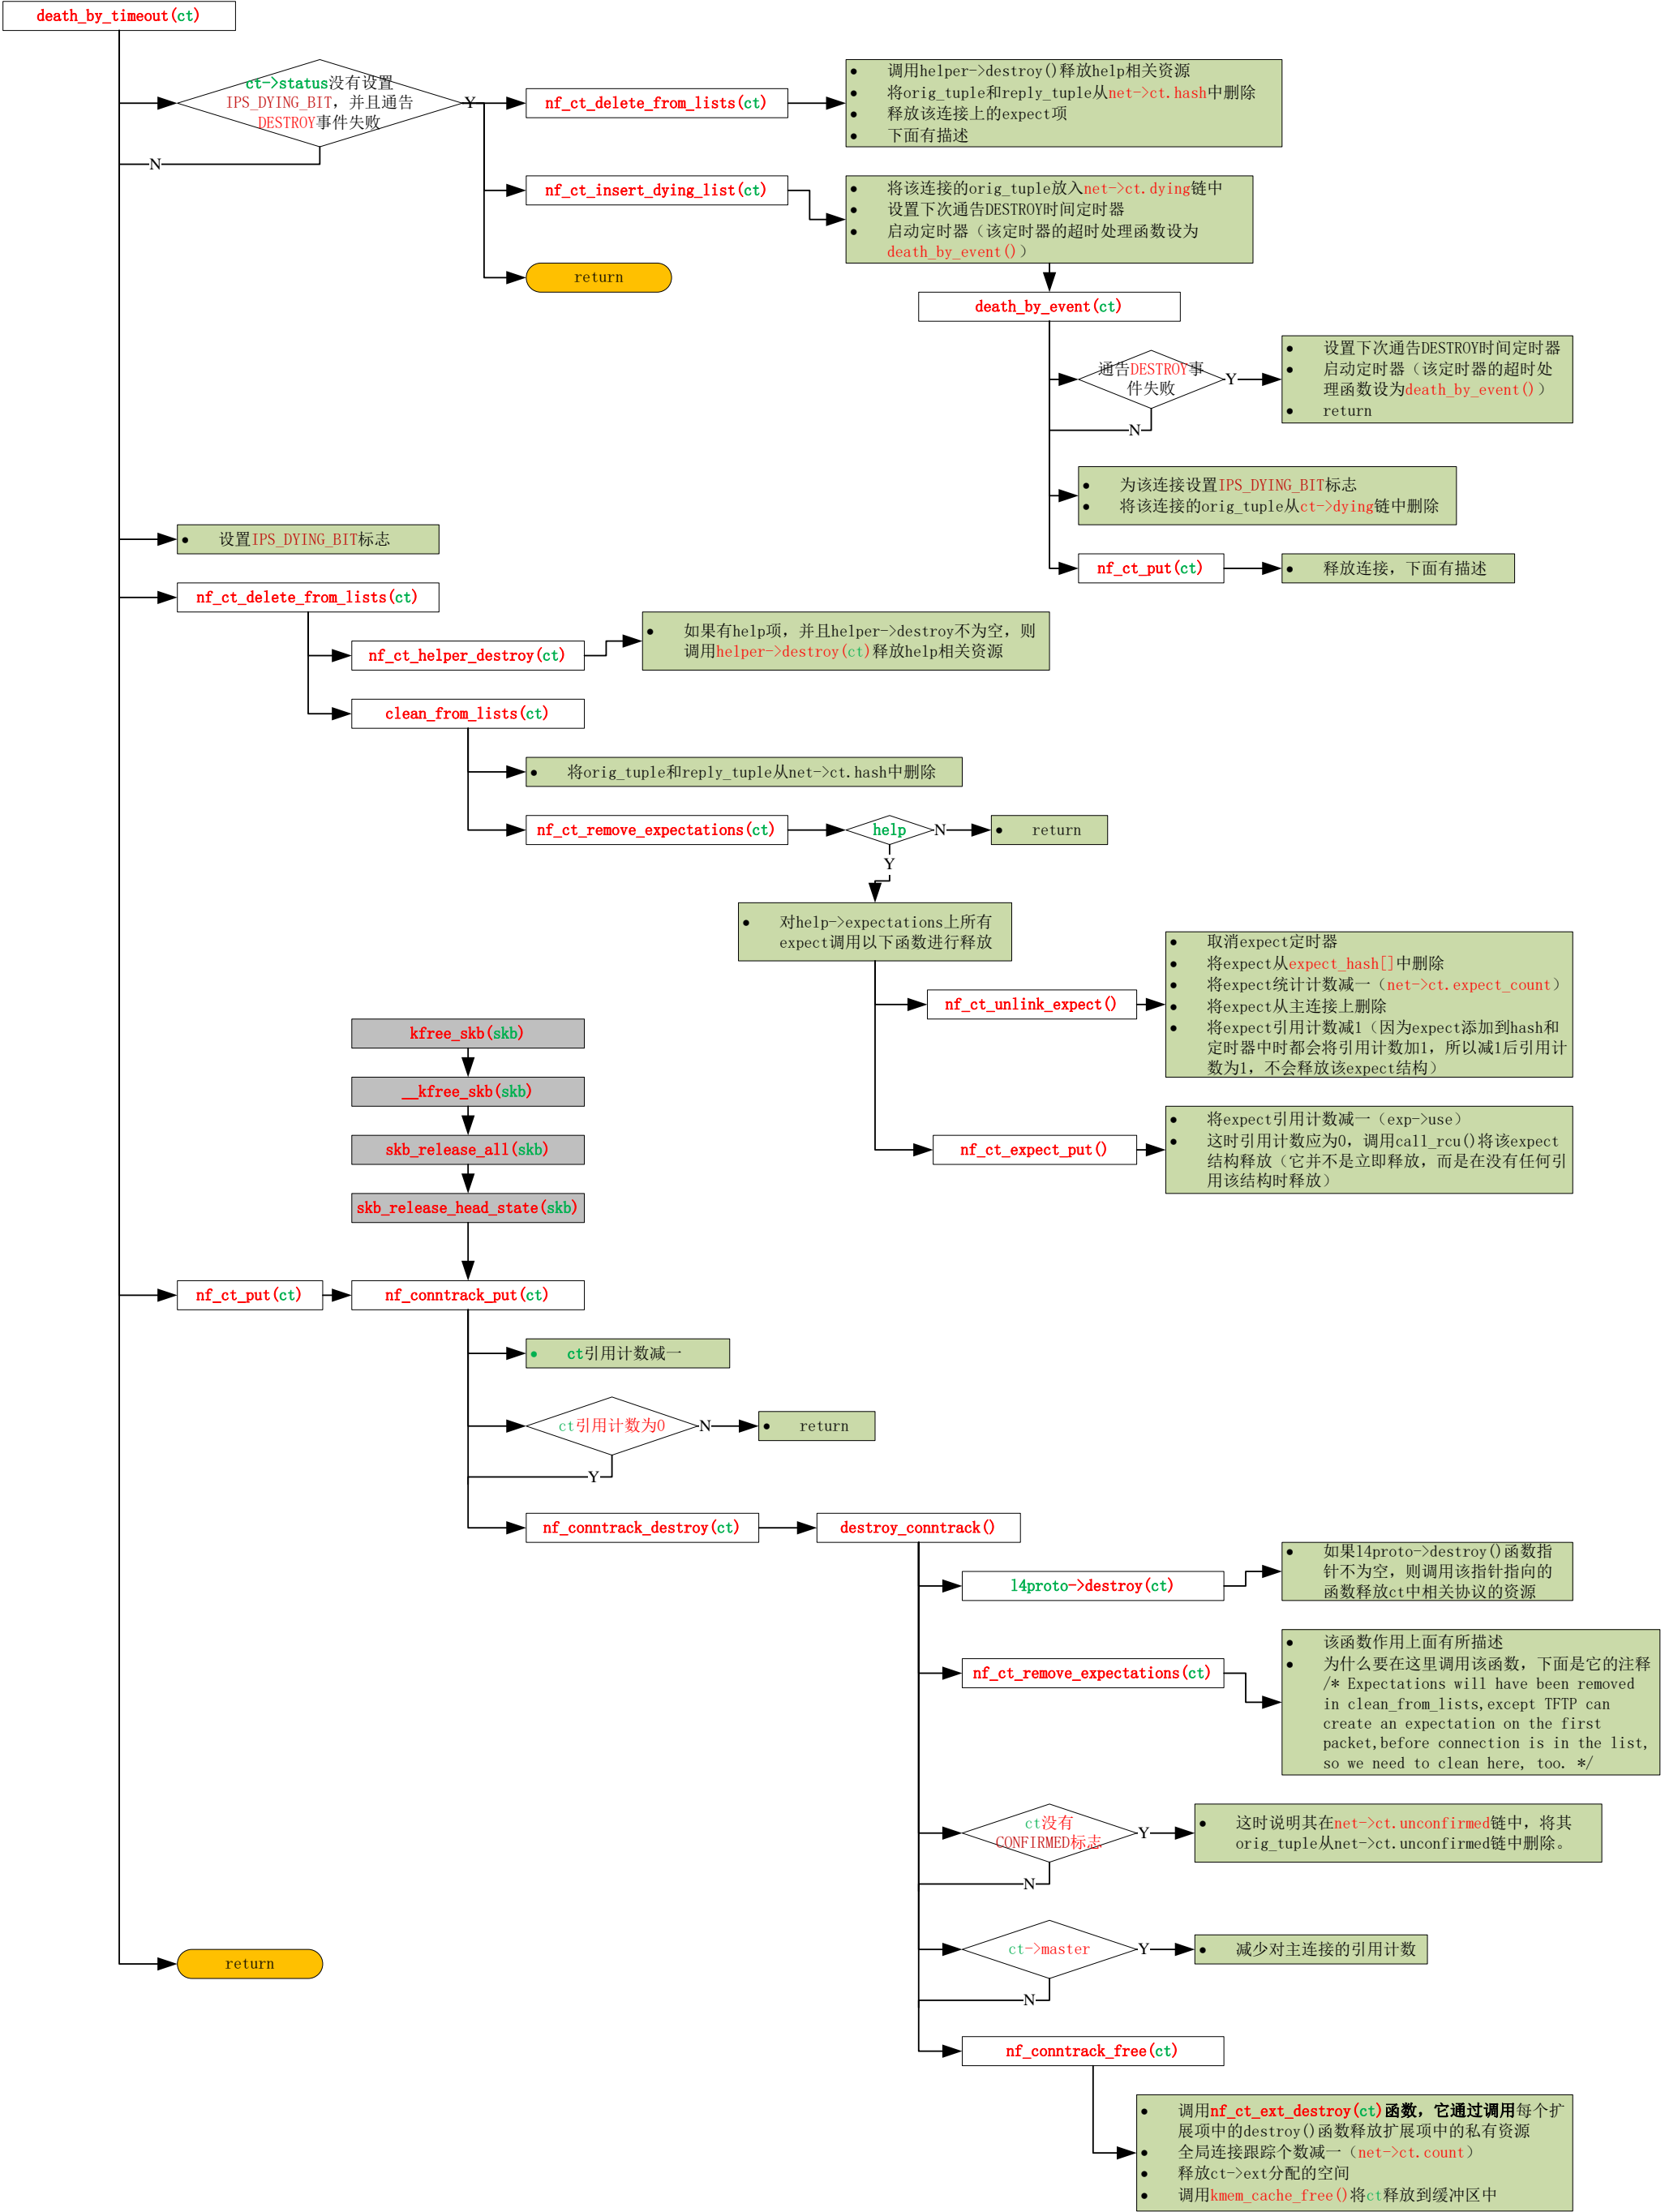 death_by_timeout(ct)
ct->status没有设置
IPS_DYING_BIT，并且通告
DESTROY事件失败
Y
N
nf_ct_delete_from_lists(ct)
● 调用helper->destroy()释放help相关资源
● 将orig_tuple和reply_tuple从net->ct.hash中删除
● 释放该连接上的expect项
● 下面有描述
nf_ct_insert_dying_list(ct)
● 将该连接的orig_tuple放入net->ct.dying链中
● 设置下次通告DESTROY时间定时器
● 启动定时器（该定时器的超时处理函数设为
death_by_event()）
return
death_by_event(ct)
通告DESTROY事
件失败
Y
N
● 设置下次通告DESTROY时间定时器
● 启动定时器（该定时器的超时处
理函数设为death_by_event()）
● return
● 为该连接设置IPS_DYING_BIT标志
● 将该连接的orig_tuple从ct->dying链中删除
nf_ct_put(ct)
● 释放连接，下面有描述
● 设置IPS_DYING_BIT标志
nf_ct_delete_from_lists(ct)
nf_ct_helper_destroy(ct)
● 如果有help项，并且helper->destroy不为空，则
调用helper->destroy(ct)释放help相关资源
clean_from_lists(ct)
● 将orig_tuple和reply_tuple从net->ct.hash中删除
nf_ct_remove_expectations(ct)
help
N
● return
Y
● 对help->expectations上所有
expect调用以下函数进行释放
nf_ct_unlink_expect()
● 取消expect定时器
● 将expect从expect_hash[]中删除
● 将expect统计计数减一（net->ct.expect_count）
● 将expect从主连接上删除
● 将expect引用计数减1（因为expect添加到hash和
定时器中时都会将引用计数加1，所以减1后引用计
数为1，不会释放该expect结构）
nf_ct_expect_put()
● 将expect引用计数减一（exp->use）
● 这时引用计数应为0，调用call_rcu()将该expect
结构释放（它并不是立即释放，而是在没有任何引
用该结构时释放）
kfree_skb(skb)
__kfree_skb(skb)
skb_release_all(skb)
skb_release_head_state(skb)
nf_ct_put(ct)
nf_conntrack_put(ct)
● ct引用计数减一
ct引用计数为0
N
● return
Y
nf_conntrack_destroy(ct)
destroy_conntrack()
l4proto->destroy(ct)
● 如果l4proto->destroy()函数指
针不为空，则调用该指针指向的
函数释放ct中相关协议的资源
nf_ct_remove_expectations(ct)
● 该函数作用上面有所描述
● 为什么要在这里调用该函数，下面是它的注释
/* Expectations will have been removed
in clean_from_lists,except TFTP can
create an expectation on the first
packet,before connection is in the list,
so we need to clean here, too. */
ct没有
CONFIRMED标志
Y
N
● 这时说明其在net->ct.unconfirmed链中，将其
orig_tuple从net->ct.unconfirmed链中删除。
ct->master
Y
N
● 减少对主连接的引用计数
return
nf_conntrack_free(ct)
● 调用nf_ct_ext_destroy(ct)函数，它通过调用每个扩
展项中的destroy()函数释放扩展项中的私有资源
● 全局连接跟踪个数减一（net->ct.count）
● 释放ct->ext分配的空间
● 调用kmem_cache_free()将ct释放到缓冲区中